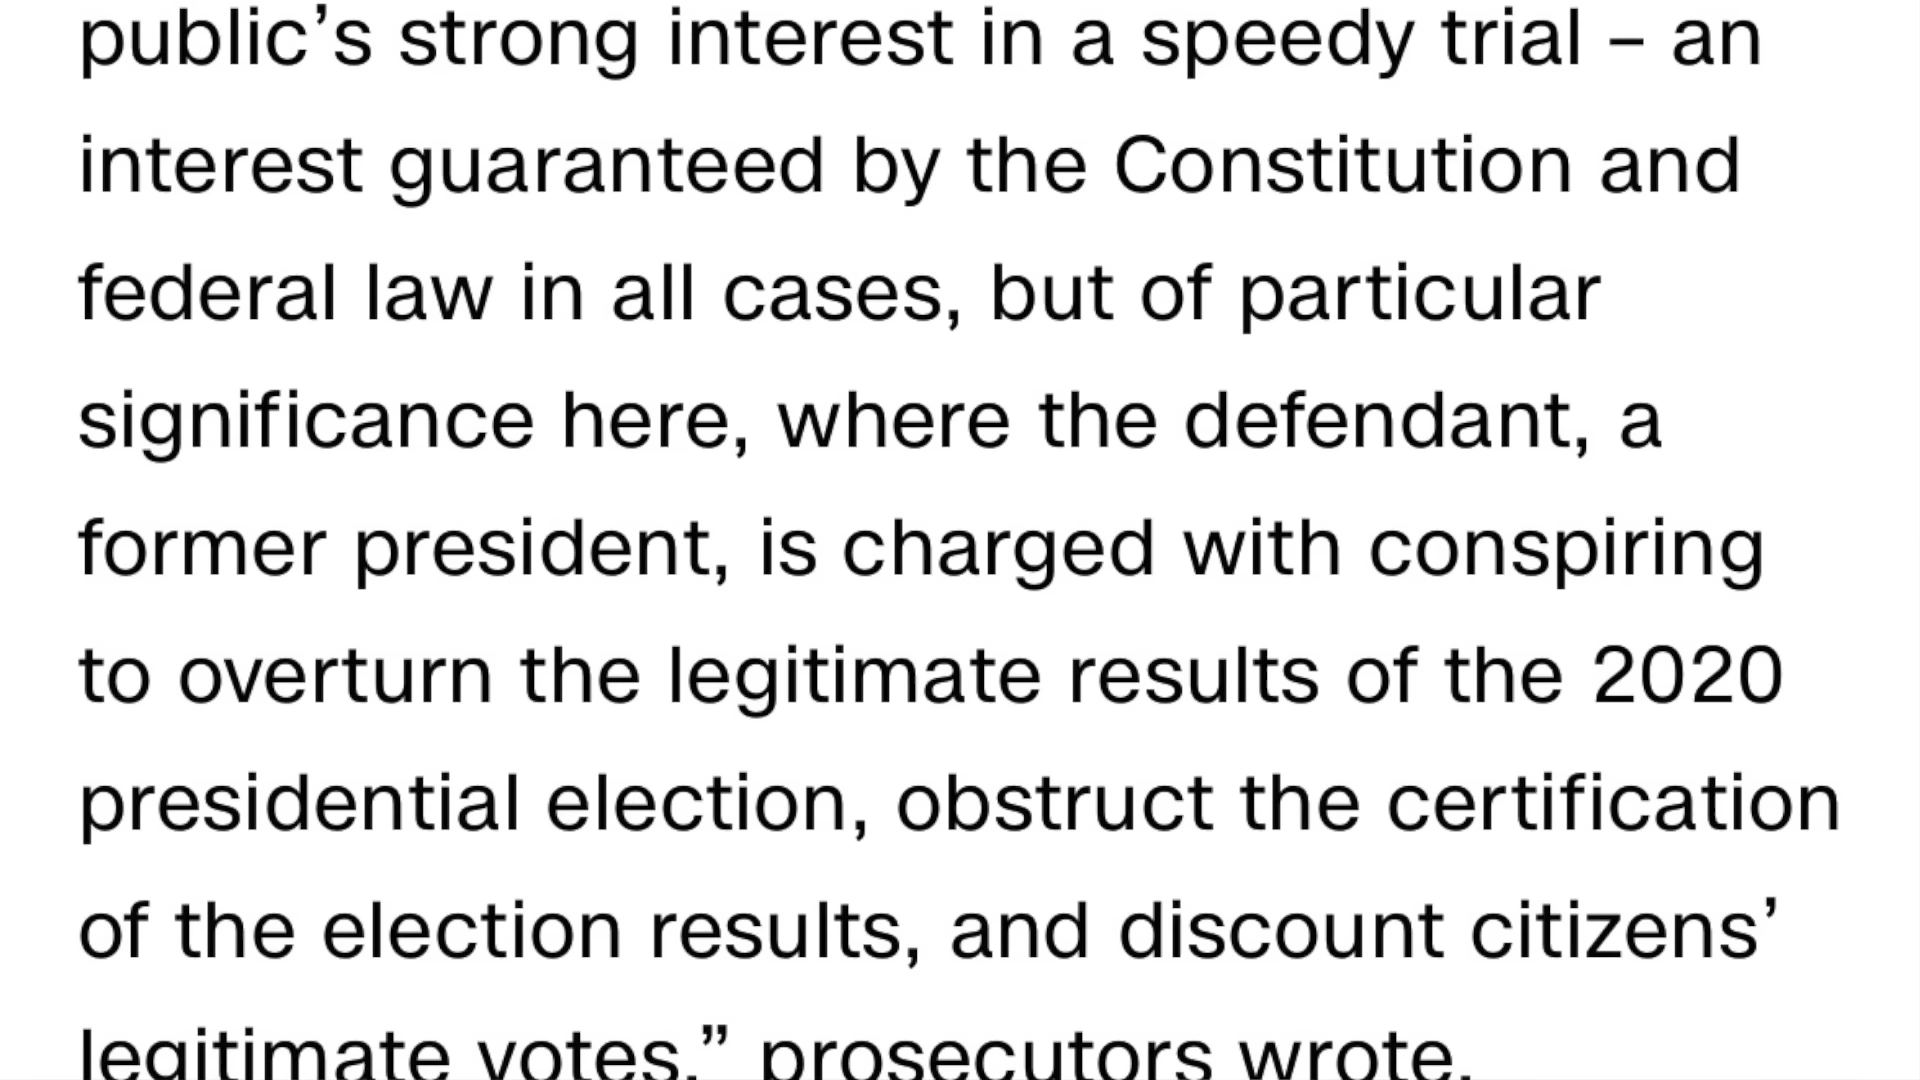 public’s strong interest in a speedy trial – an
interest guaranteed by the Constitution and
federal law in all cases, but of particular
significance here, where the defendant, a
former president, is charged with conspiring
to overturn the legitimate results of the 2020
presidential election, obstruct the certification
of the election results, and discount citizens’
legitimate votes,” prosecutors wrote.